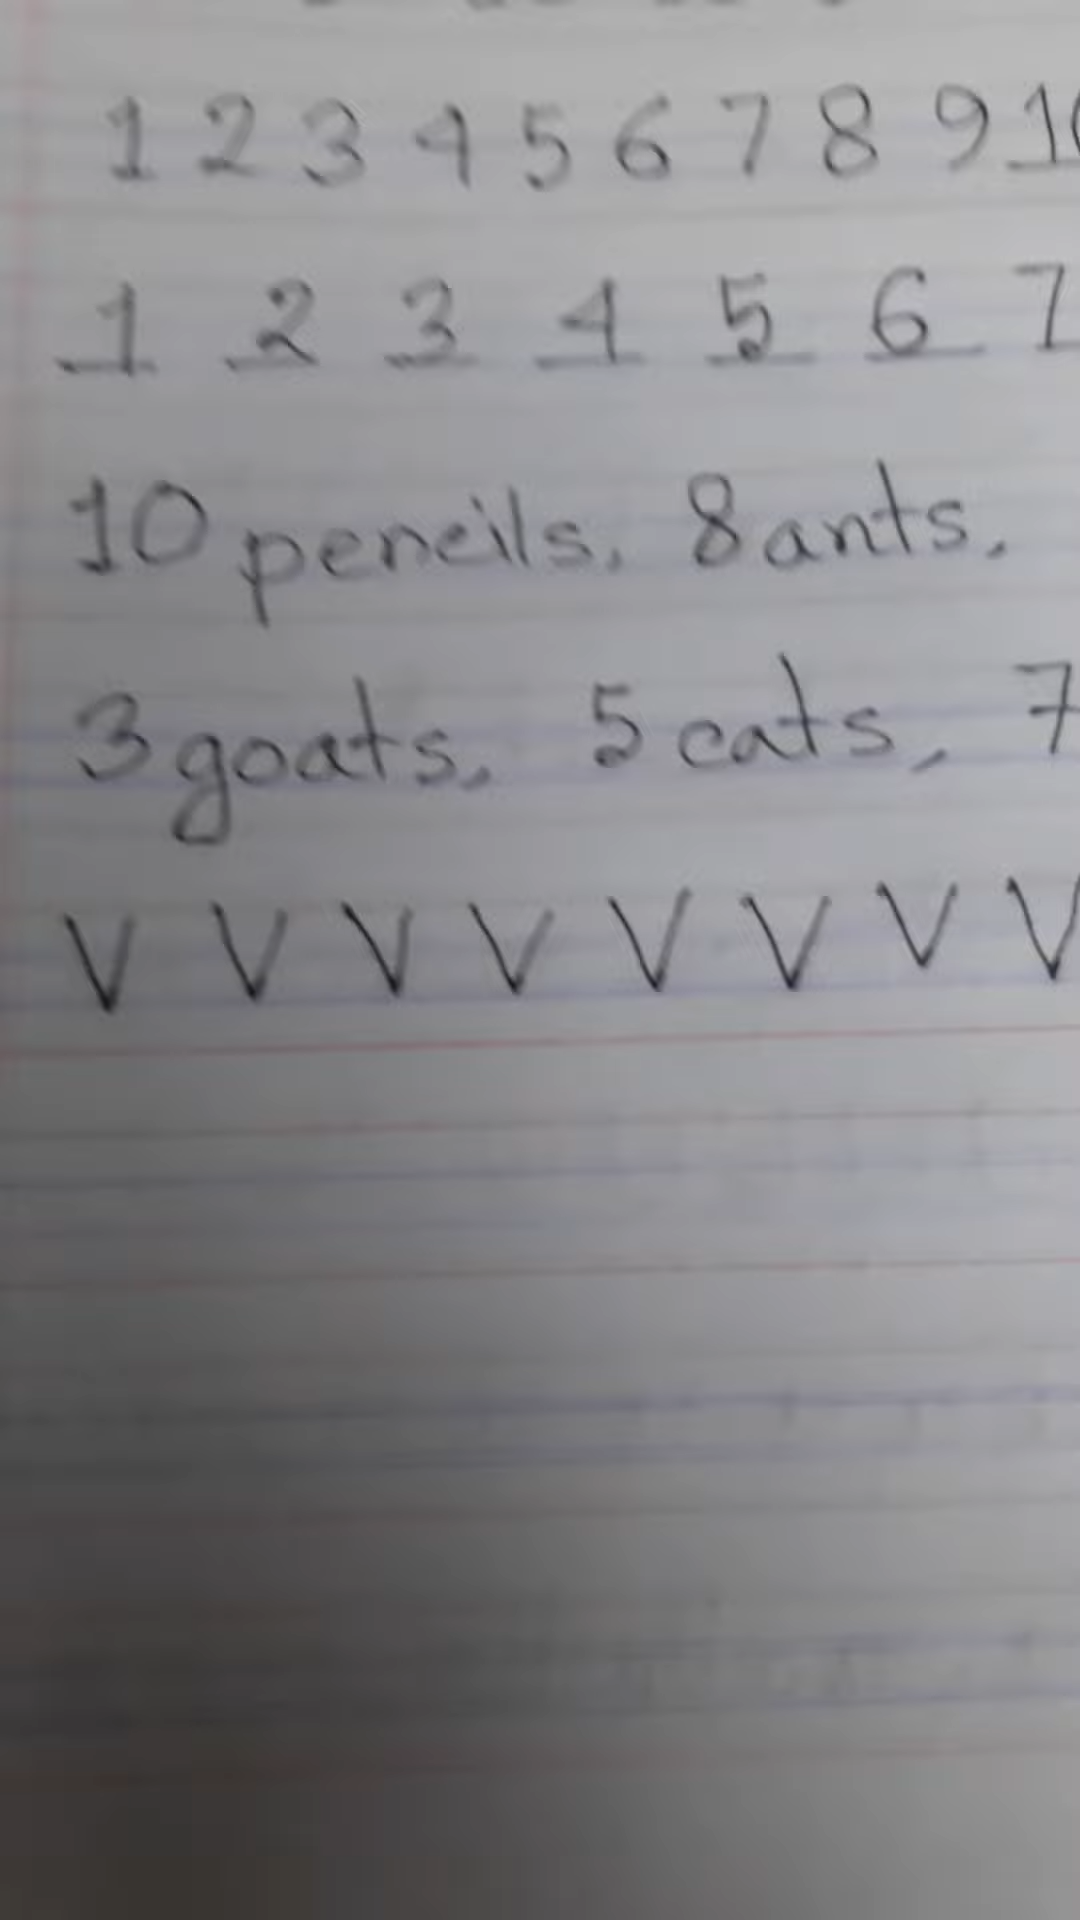 1 2 3 4 5 6 7 8 9 10
1 2 3 4 5 6 7
10 pencils, 8 ants,
3 goats, 5 cats, 7
V V V V V V V V